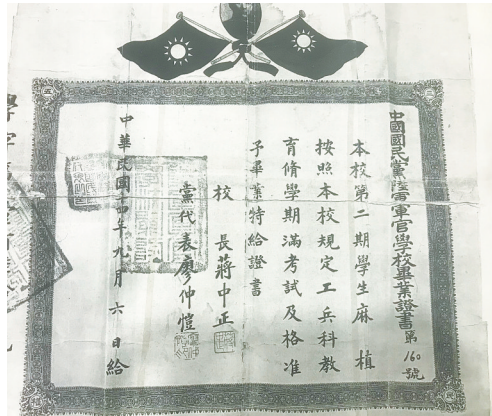 中國國民黨陸軍軍官學校畢業證書第160號
本校第二期學生麻植
按照本校規定工兵科教
育脩學期滿考試及格准
予畢業特給證書
校長蔣中正
黨代表廖仲愷
中華民國十四年九月六日給